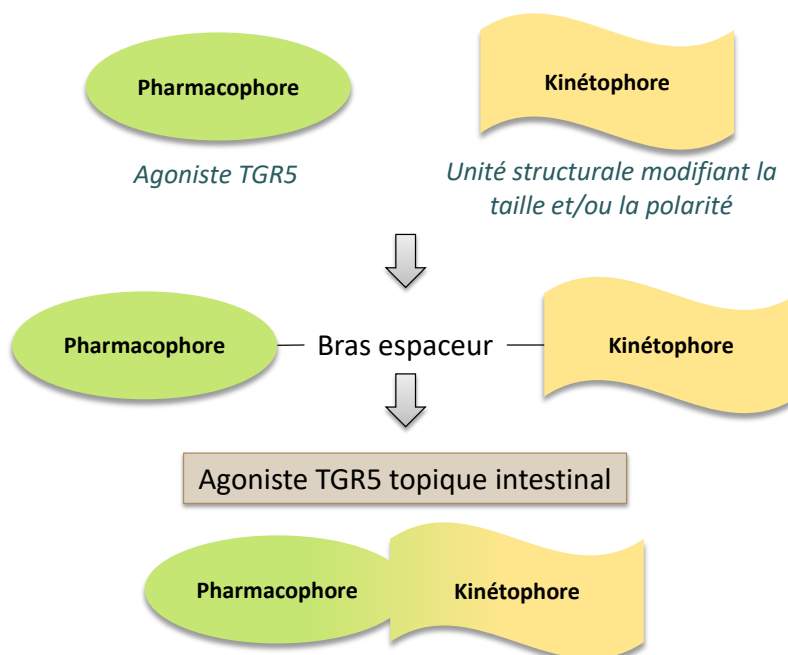 Pharmacophore
Kinétophore
Agoniste TGR5
Unité structurale modifiant la
taille et/ou la polarité
Pharmacophore
Bras espaceur
Kinétophore
Agoniste TGR5 topique intestinal
Pharmacophore
Kinétophore